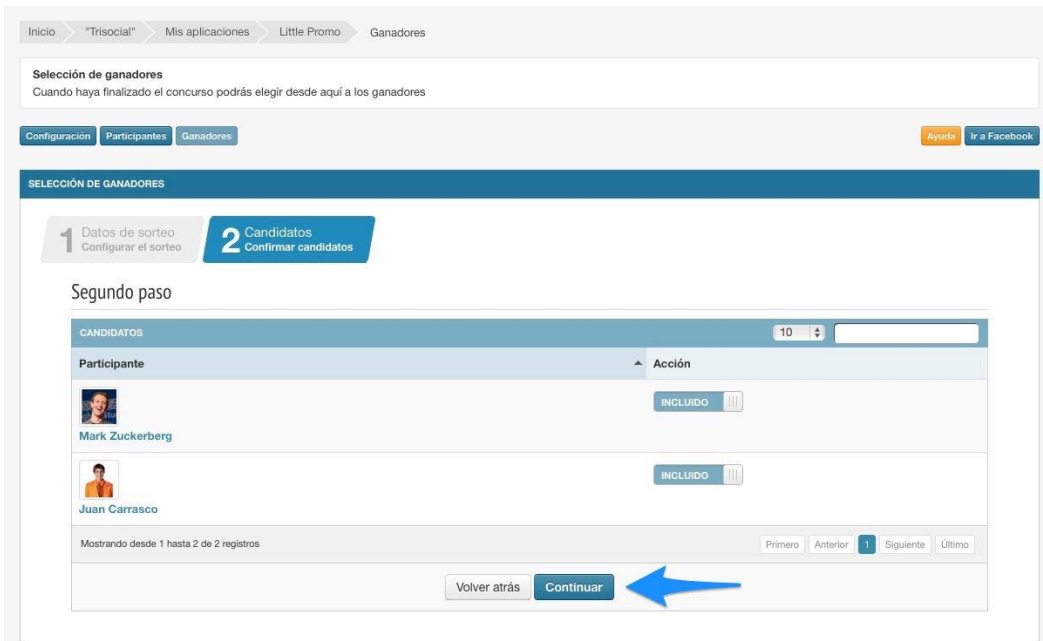 Inicio "Trisocial" Mis aplicaciones Little Promo Ganadores
Selección de ganadores
Cuando haya finalizado el concurso podrás elegir desde aquí a los ganadores
Configuración Participantes Ganadores Ayuda Ir a Facebook
SELECCIÓN DE GANADORES
1 Datos de sorteo
Configurar el sorteo
2 Candidatos
Confirmar candidatos
Segundo paso
CANDIDATOS 10
Participante Acción
INCLUIDO
Mark Zuckerberg
INCLUIDO
Juan Carrasco
Mostrando desde 1 hasta 2 de 2 registros Primero Anterior 1 Siguiente Último
Volver atrás Continuar